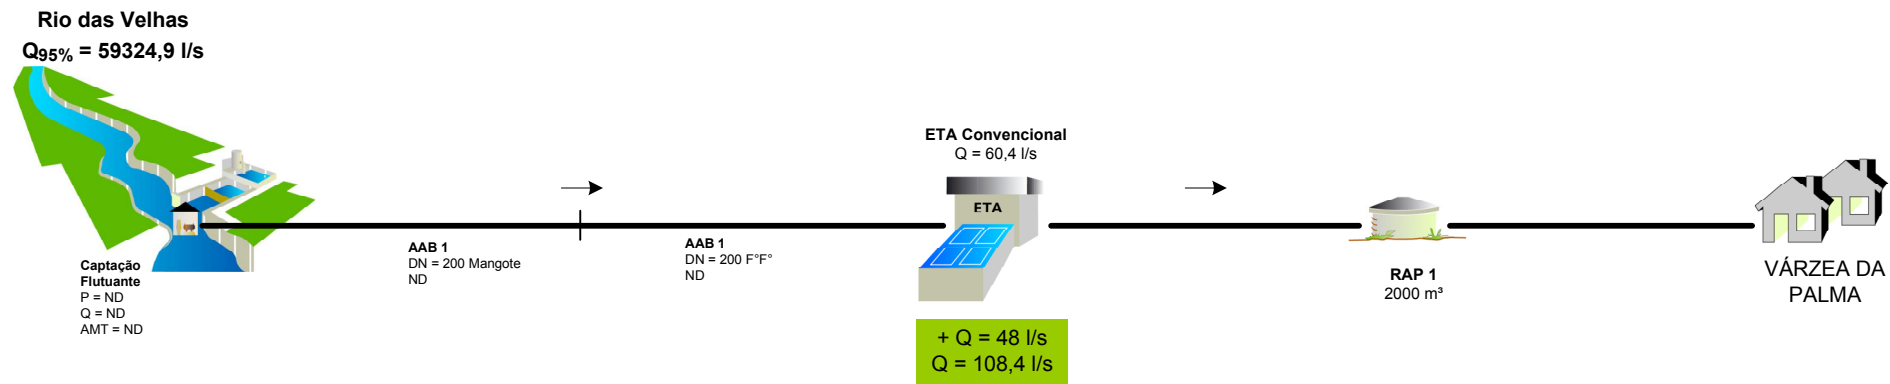 Rio das Velhas
Q95% = 59324,9 l/s
Captação
Flutuante
P = ND
Q = ND
AMT = ND
AAB 1
DN = 200 Mangote
ND
AAB 1
DN = 200 F°F°
ND
ETA Convencional
Q = 60,4 l/s
ETA
+ Q = 48 l/s
Q = 108,4 l/s
RAP 1
2000 m³
VÁRZEA DA
PALMA